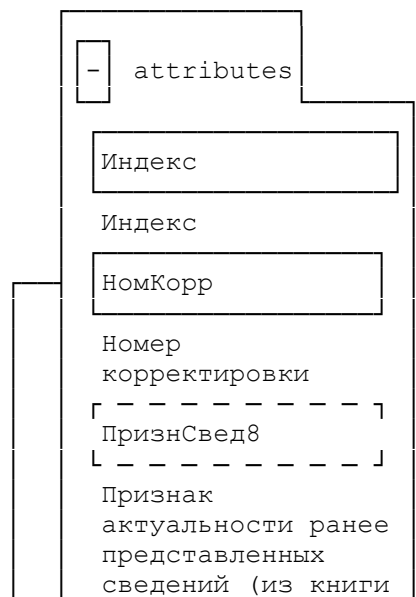 - attributes
Индекс
Индекс
НомКорр
Номер
корректировки
ПризнСвед8
Признак
актуальности ранее
представленных
сведений (из книги